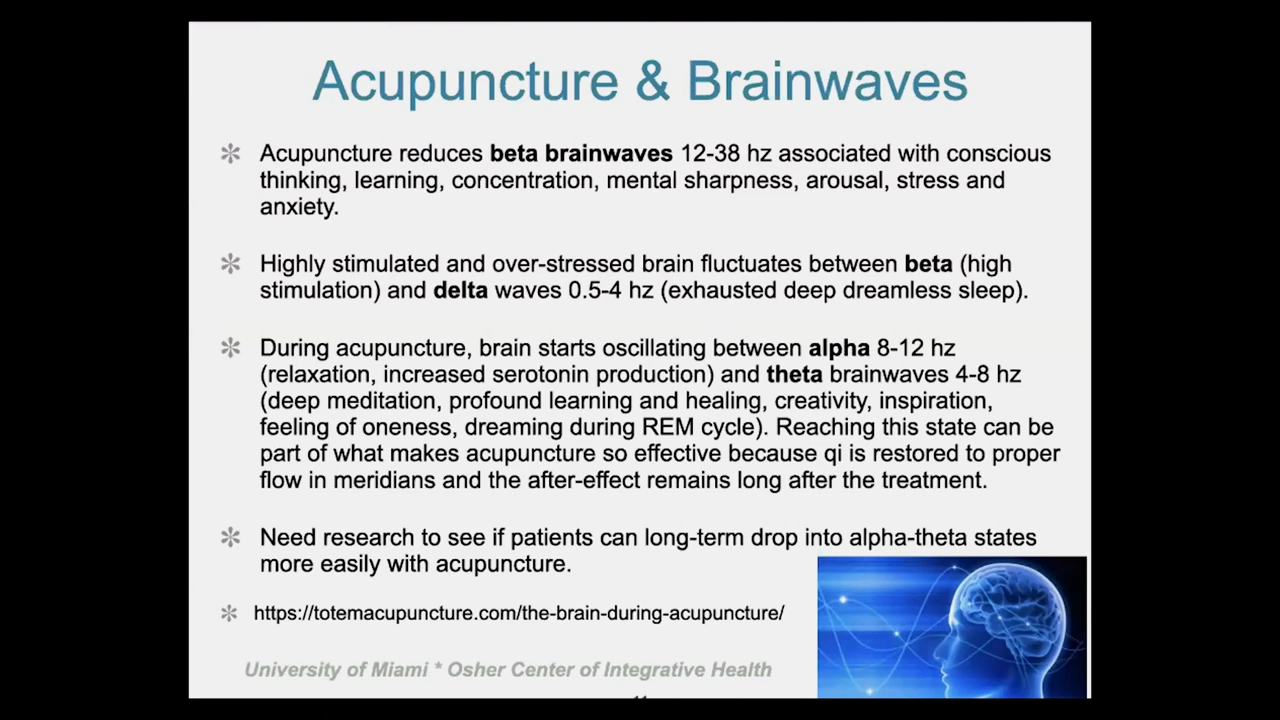 Acupuncture & Brainwaves
Acupuncture reduces beta brainwaves 12-38 hz associated with conscious
thinking, learning, concentration, mental sharpness, arousal, stress and
anxiety.
Highly stimulated and over-stressed brain fluctuates between beta (high
stimulation) and delta waves 0.5-4 hz (exhausted deep dreamless sleep).
During acupuncture, brain starts oscillating between alpha 8-12 hz
(relaxation, increased serotonin production) and theta brainwaves 4-8 hz
(deep meditation, profound learning and healing, creativity, inspiration,
feeling of oneness, dreaming during REM cycle). Reaching this state can be
part of what makes acupuncture so effective because qi is restored to proper
flow in meridians and the after-effect remains long after the treatment.
Need research to see if patients can long-term drop into alpha-theta states
more easily with acupuncture.
https://totemacupuncture.com/the-brain-during-acupuncture/
University of Miami * Osher Center of Integrative Health